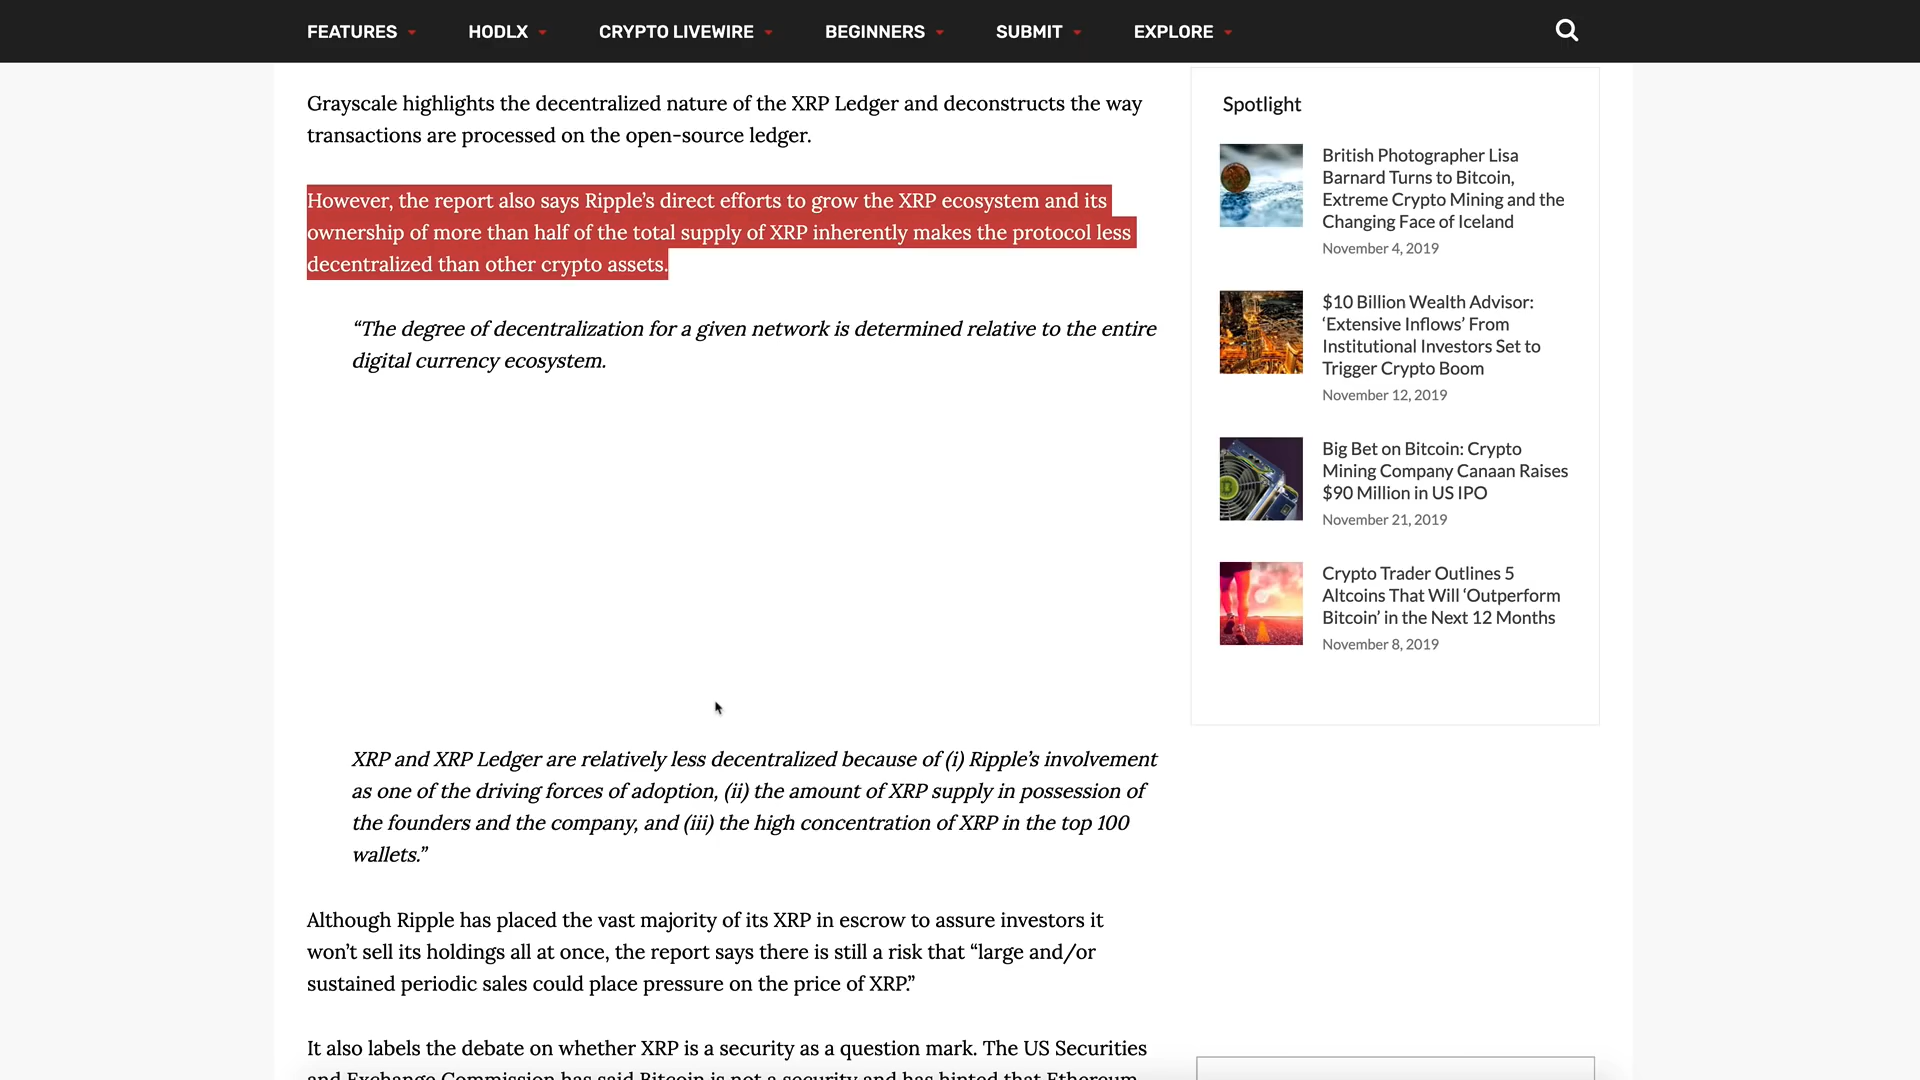 FEATURES HODLX CRYPTO LIVEWIRE BEGINNERS SUBMIT EXPLORE
Grayscale highlights the decentralized nature of the XRP Ledger and deconstructs the way
transactions are processed on the open-source ledger.
However, the report also says Ripple’s direct efforts to grow the XRP ecosystem and its
ownership of more than half of the total supply of XRP inherently makes the protocol less
decentralized than other crypto assets.
“The degree of decentralization for a given network is determined relative to the entire
digital currency ecosystem.
XRP and XRP Ledger are relatively less decentralized because of (i) Ripple’s involvement
as one of the driving forces of adoption, (ii) the amount of XRP supply in possession of
the founders and the company, and (iii) the high concentration of XRP in the top 100
wallets.”
Although Ripple has placed the vast majority of its XRP in escrow to assure investors it
won’t sell its holdings all at once, the report says there is still a risk that “large and/or
sustained periodic sales could place pressure on the price of XRP.”
It also labels the debate on whether XRP is a security as a question mark. The US Securities
and Exchange Commission has said Bitcoin is not a security and has hinted that Ethereum
Spotlight
British Photographer Lisa
Barnard Turns to Bitcoin,
Extreme Crypto Mining and the
Changing Face of Iceland
November 4, 2019
$10 Billion Wealth Advisor:
‘Extensive Inflows’ From
Institutional Investors Set to
Trigger Crypto Boom
November 12, 2019
Big Bet on Bitcoin: Crypto
Mining Company Canaan Raises
$90 Million in US IPO
November 21, 2019
Crypto Trader Outlines 5
Altcoins That Will ‘Outperform
Bitcoin’ in the Next 12 Months
November 8, 2019